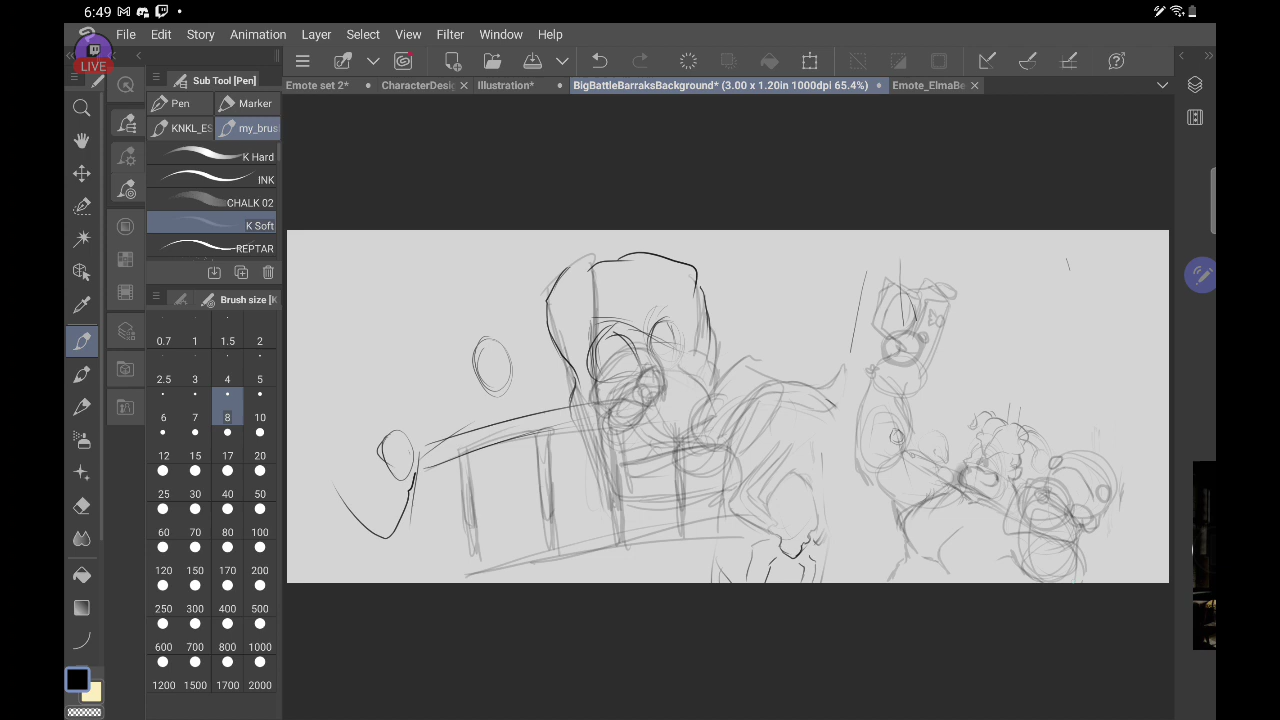 6:49
LIVE
File Edit Story Animation Layer Select View Filter Window Help
Sub Tool [Pen]
Emote set 2* CharacterDesig Illustration* BigBattleBarraksBackground* (3.00 x 1.20in 1000dpi 65.4%) Emote_ElmaBe
Pen Marker
KNKL_ES my_brus
K Hard
INK
CHALK 02
K Soft
REPTAR
Brush size [K
0.7 1 1.5 2
2.5 3 4 5
6 7 8 10
12 15 17 20
25 30 40 50
60 70 80 100
120 150 170 200
250 300 400 500
600 700 800 1000
1200 1500 1700 2000